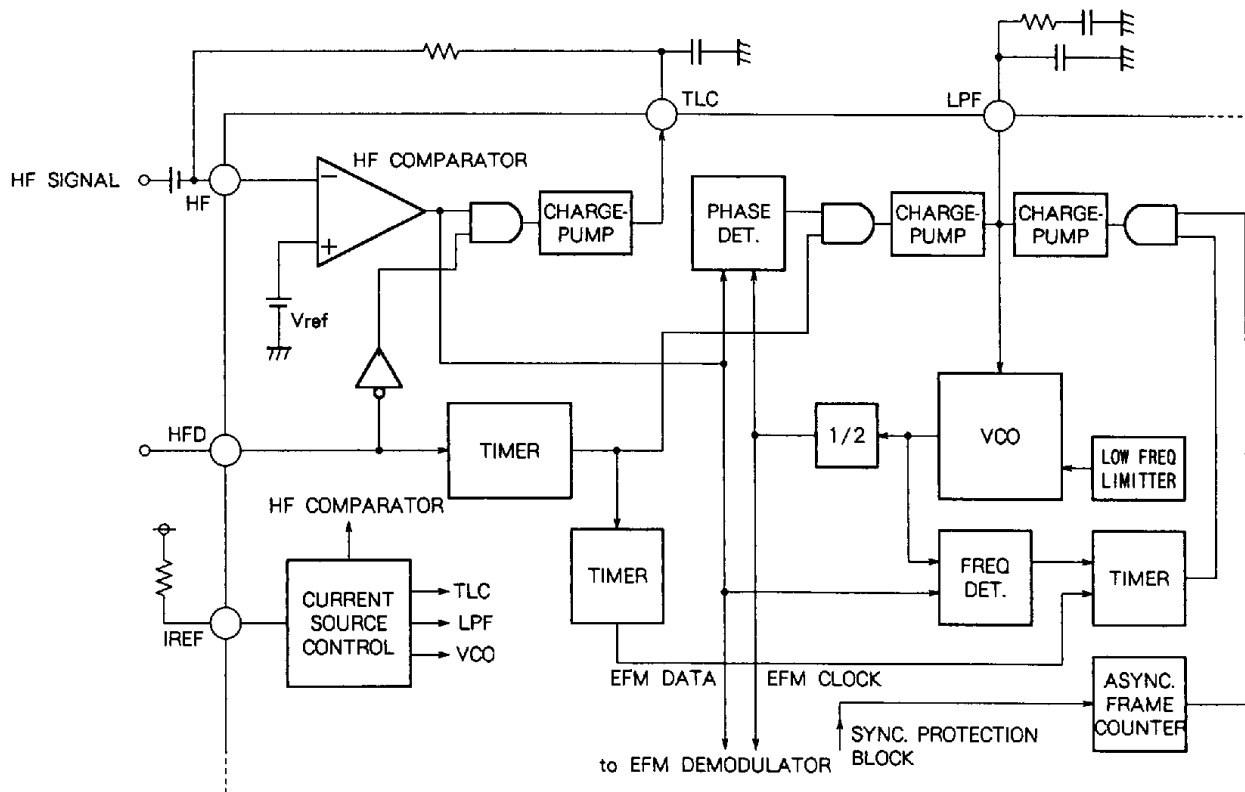 TLC
LPF
HF SIGNAL
HF
HF COMPARATOR
CHARGE-
PUMP
PHASE
DET.
CHARGE-
PUMP
CHARGE-
PUMP
Vref
HFD
TIMER
1/2
VCO
LOW FREQ
LIMITTER
HF COMPARATOR
TIMER
FREQ
DET.
TIMER
IREF
CURRENT
SOURCE
CONTROL
TLC
LPF
VCO
EFM DATA
EFM CLOCK
ASYNC.
FRAME
COUNTER
SYNC. PROTECTION
BLOCK
to EFM DEMODULATOR